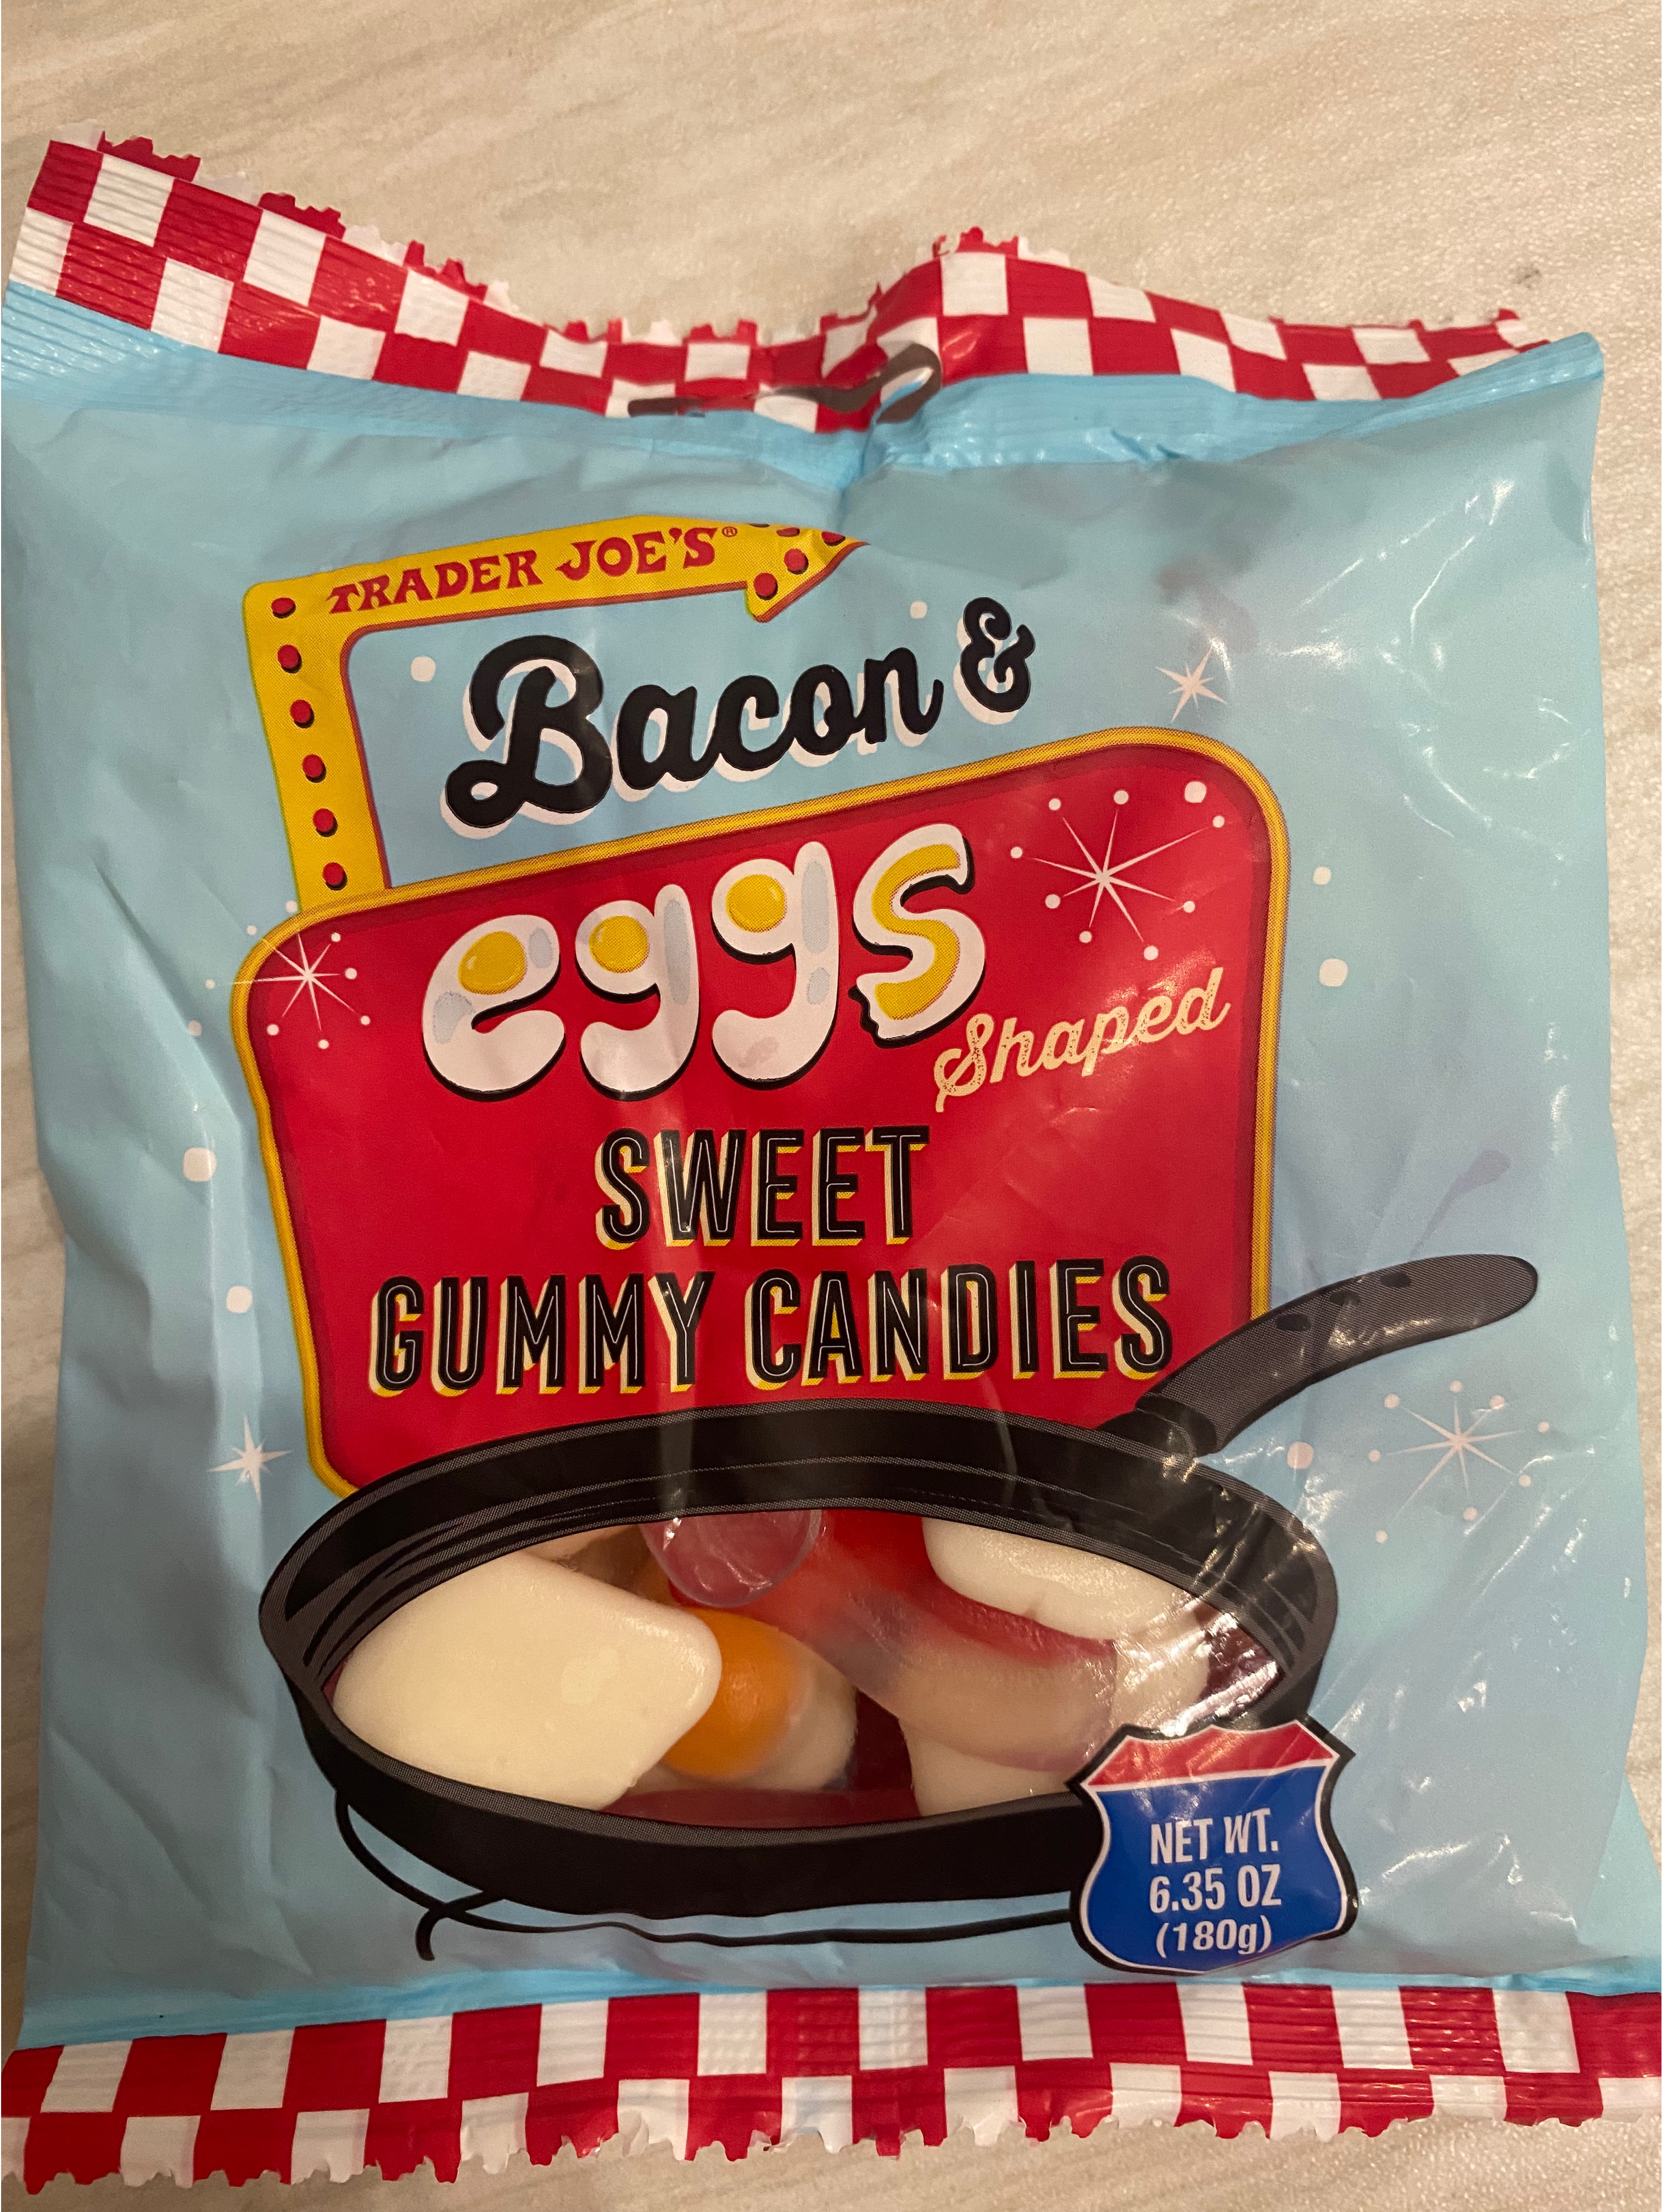 TRADER JOE'S®
Bacon &
eggs
Shaped
SWEET
GUMMY CANDIES
NET WT.
6.35 OZ
(180g)